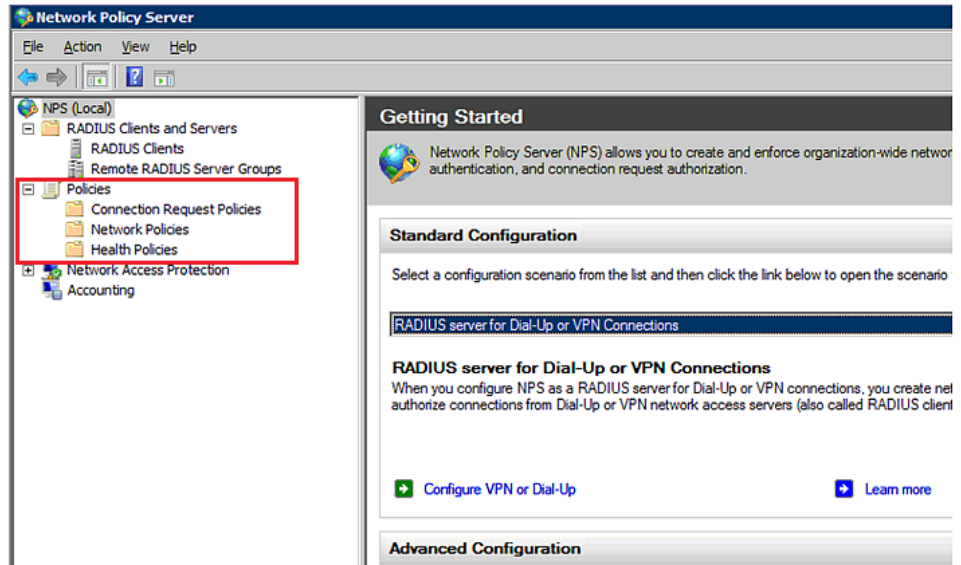 Network Policy Server
File Action View Help
NPS (Local)
RADIUS Clients and Servers
RADIUS Clients
Remote RADIUS Server Groups
Policies
Connection Request Policies
Network Policies
Health Policies
Network Access Protection
Accounting
Getting Started
Network Policy Server (NPS) allows you to create and enforce organization-wide networ
authentication, and connection request authorization.
Standard Configuration
Select a configuration scenario from the list and then click the link below to open the scenario
RADIUS server for Dial-Up or VPN Connections
RADIUS server for Dial-Up or VPN Connections
When you configure NPS as a RADIUS server for Dial-Up or VPN connections, you create net
authorize connections from Dial-Up or VPN network access servers (also called RADIUS client
Configure VPN or Dial-Up
Learn more
Advanced Configuration